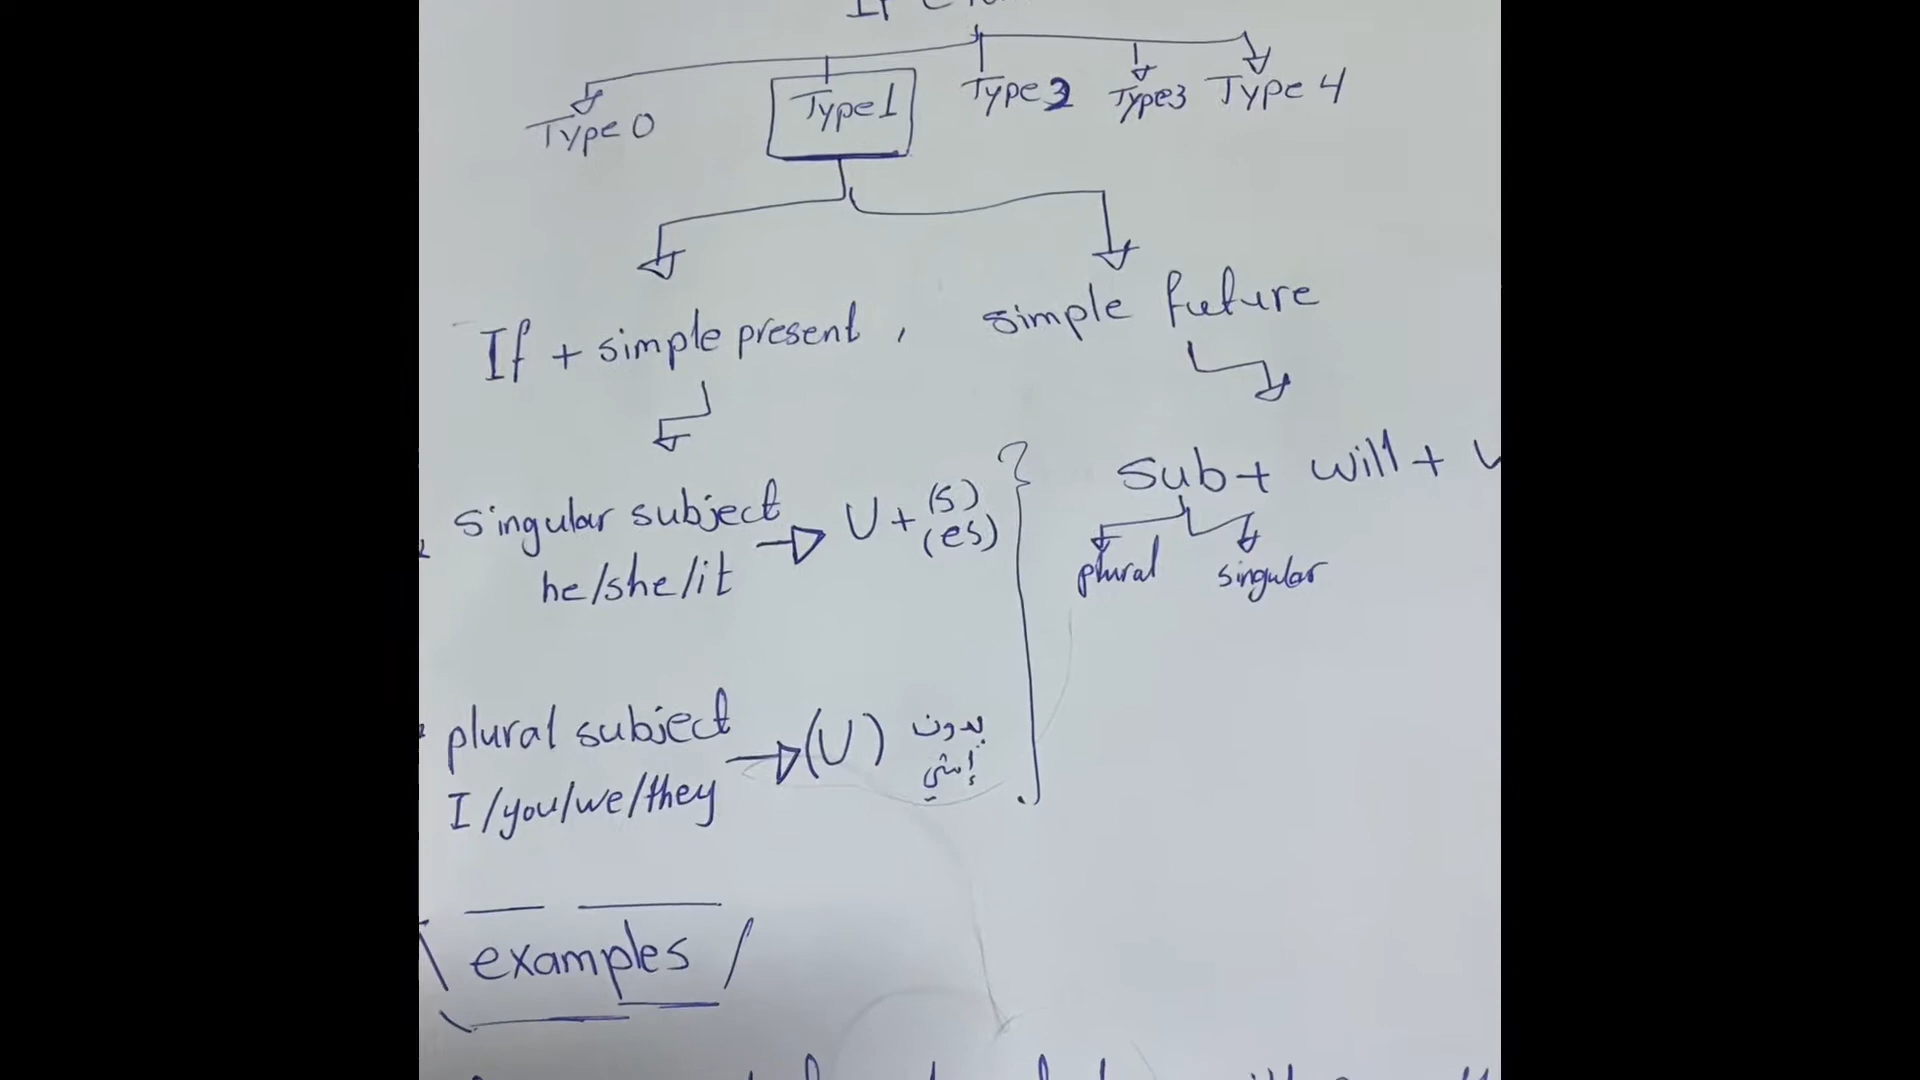 If
Type 0 Type 1 Type 2 Type 3 Type 4
If + simple present , simple future
singular subject → U + (s) (es)
he/she/it
sub + will +
plural singular
plural subject → (U) بدون إشي
I/you/we/they
examples